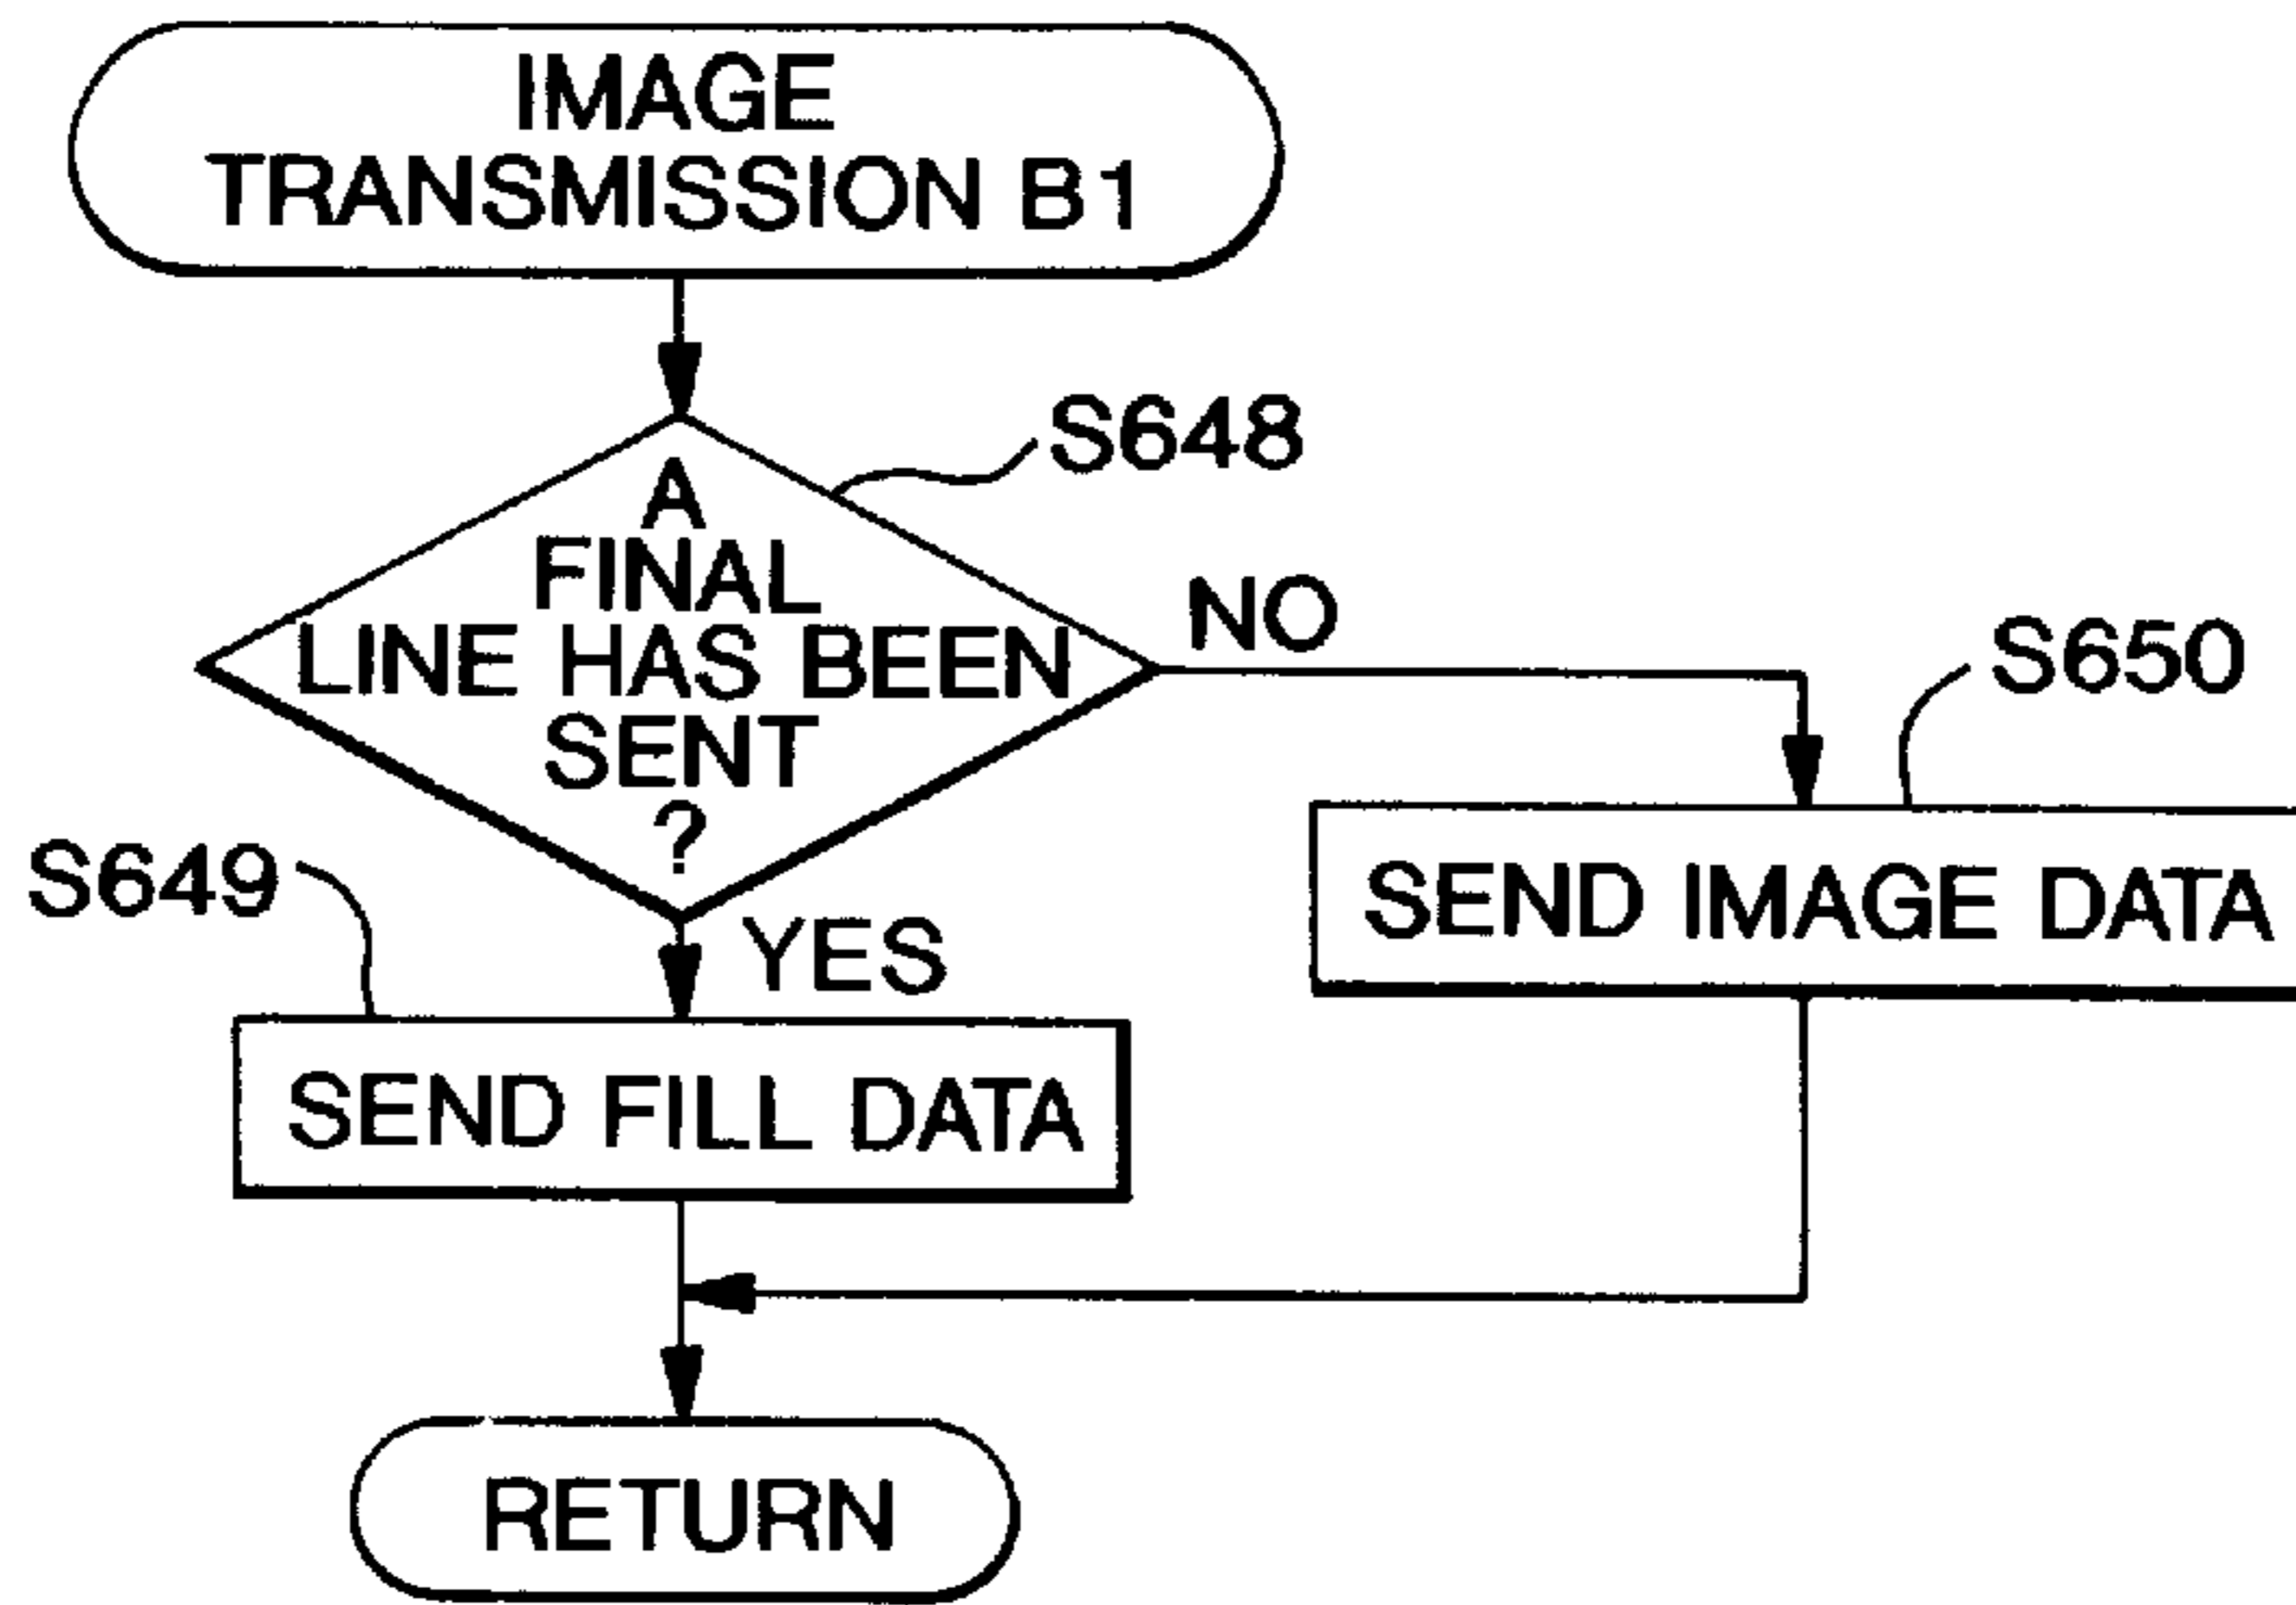 IMAGE
TRANSMISSION B1
S648
A
FINAL
LINE HAS BEEN
SENT
?
NO
S650
SEND IMAGE DATA
S649
YES
SEND FILL DATA
RETURN